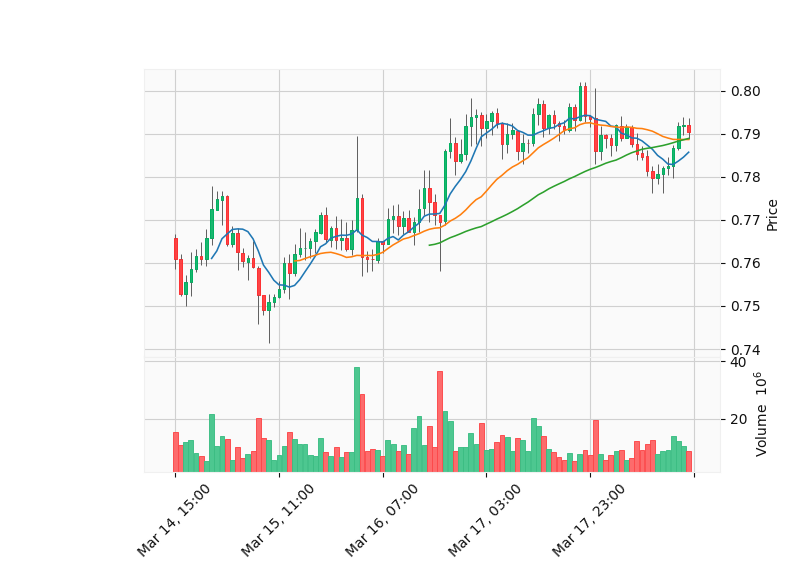 0.80
0.79
0.78
0.77
0.76
0.75
0.74
Price
40
20
Volume 10^6
Mar 14, 15:00
Mar 15, 11:00
Mar 16, 07:00
Mar 17, 03:00
Mar 17, 23:00